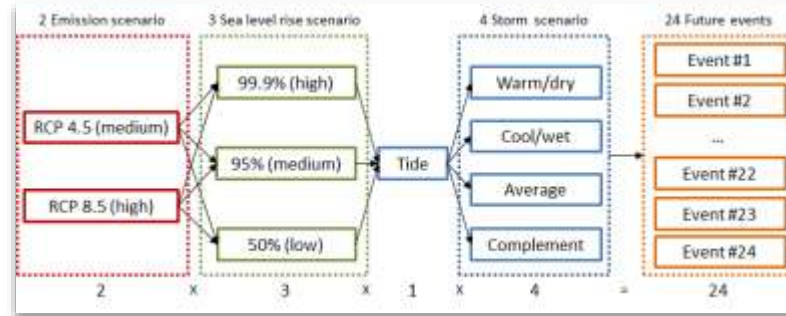 2 Emission scenario
3 Sea level rise scenario
4 Storm scenario
24 Future events
RCP 4.5 (medium)
RCP 8.5 (high)
99.9% (high)
95% (medium)
50% (low)
Tide
Warm/dry
Cool/wet
Average
Complement
Event #1
Event #2
...
Event #22
Event #23
Event #24
2 x 3 x 1 x 4 = 24